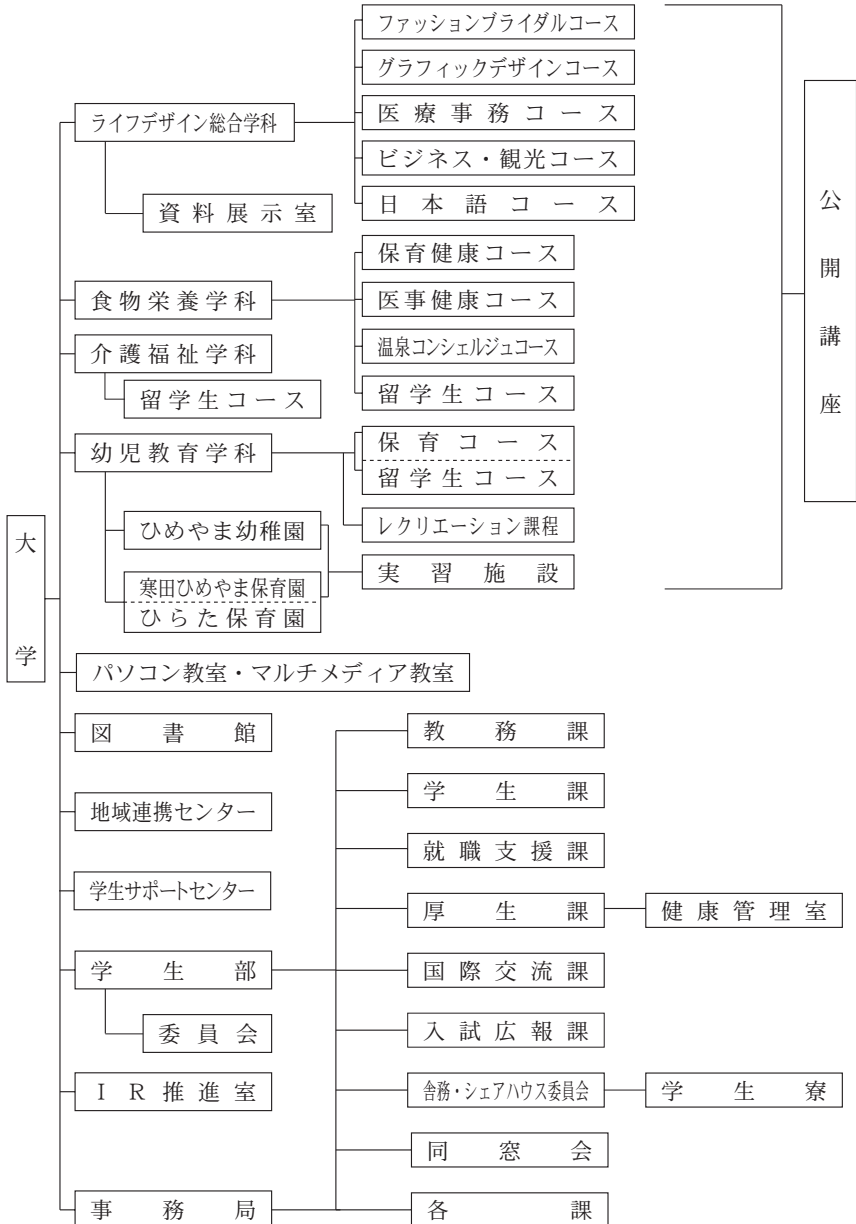 ファッションブライダルコース
グラフィックデザインコース
ライフデザイン総合学科
医療事務コース
ビジネス・観光コース
資料展示室
日本語コース
公開講座
保育健康コース
食物栄養学科
医事健康コース
介護福祉学科
温泉コンシェルジュコース
留学生コース
留学生コース
幼児教育学科
保育コース
留学生コース
大学
ひめやま幼稚園
レクリエーション課程
寒田ひめやま保育園
ひらた保育園
実習施設
パソコン教室・マルチメディア教室
図書館
教務課
地域連携センター
学生課
就職支援課
学生サポートセンター
厚生課
健康管理室
学生部
国際交流課
委員会
入試広報課
IR推進室
舎務・シェアハウス委員会
学生寮
同窓会
事務局
各課